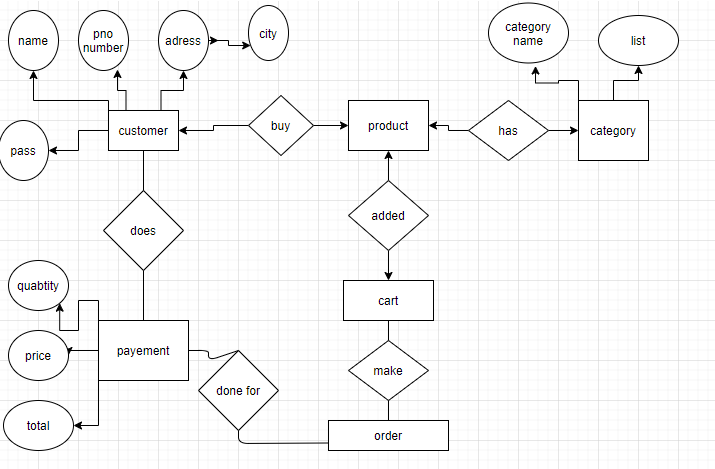 name
pno
number
adress
city
category
name
list
customer
buy
product
has
category
pass
does
added
quabtity
cart
price
payement
done for
make
total
order